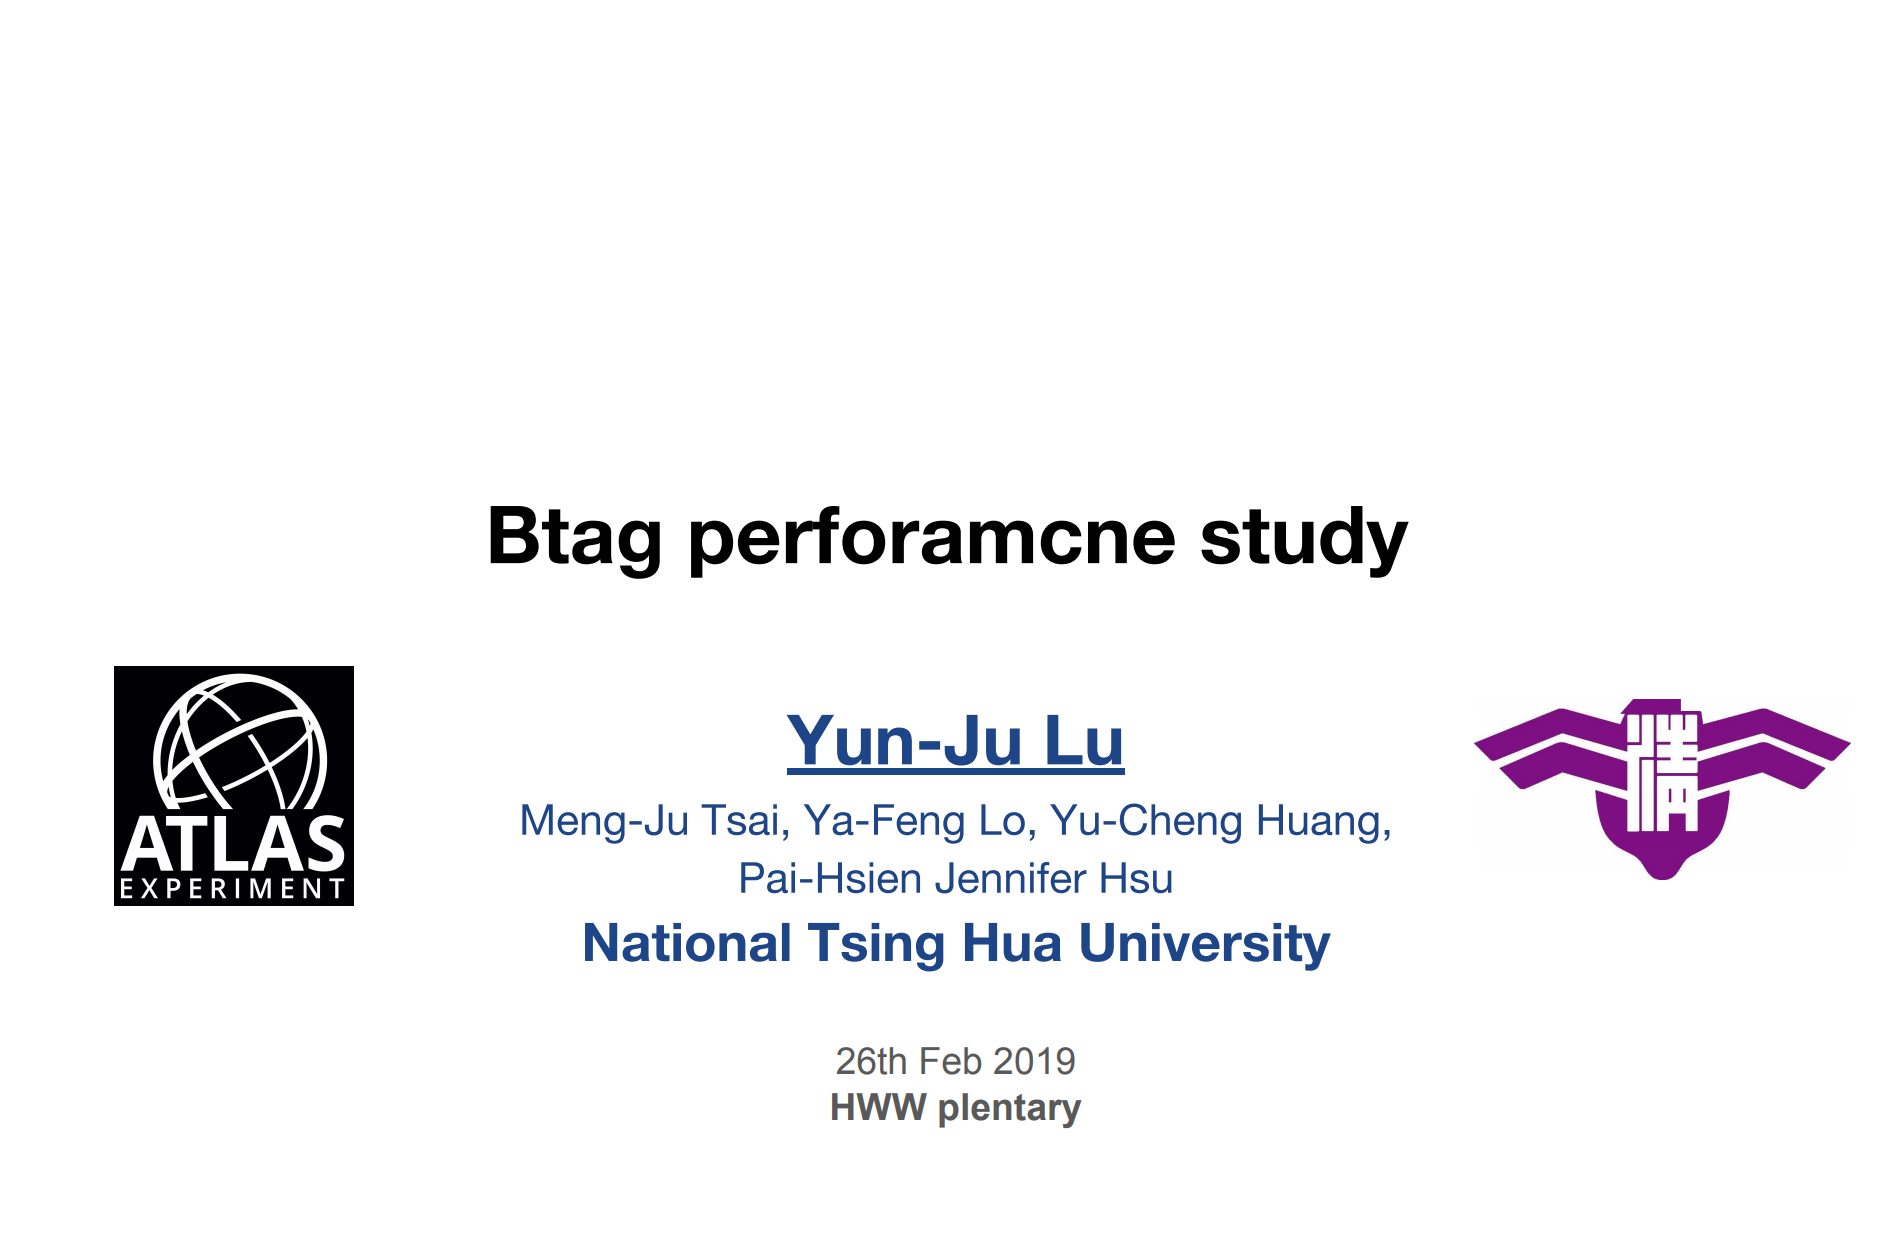 Btag perforamcne study
ATLAS
EXPERIMENT
Yun-Ju Lu
Meng-Ju Tsai, Ya-Feng Lo, Yu-Cheng Huang,
Pai-Hsien Jennifer Hsu
National Tsing Hua University
26th Feb 2019
HWW plentary